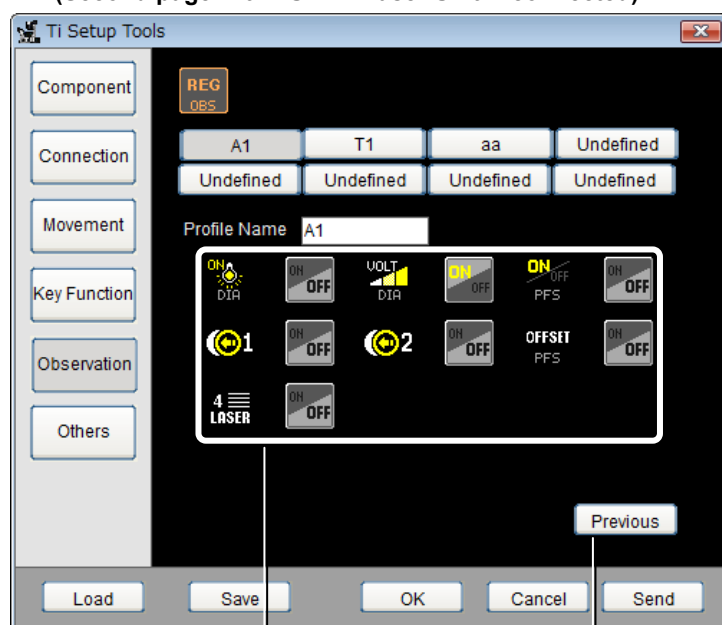 (Second page
Ti Setup Tools
Component
Connection
Movement
Key Function
Observation
Others
REG
OBS
A1 T1 aa Undefined
Undefined Undefined Undefined Undefined
Profile Name A1
ON DIA ON OFF VOLT DIA ON OFF ON OFF PFS ON OFF
1 ON OFF 2 ON OFF OFFSET PFS ON OFF
4 LASER ON OFF
Previous
Load Save OK Cancel Send